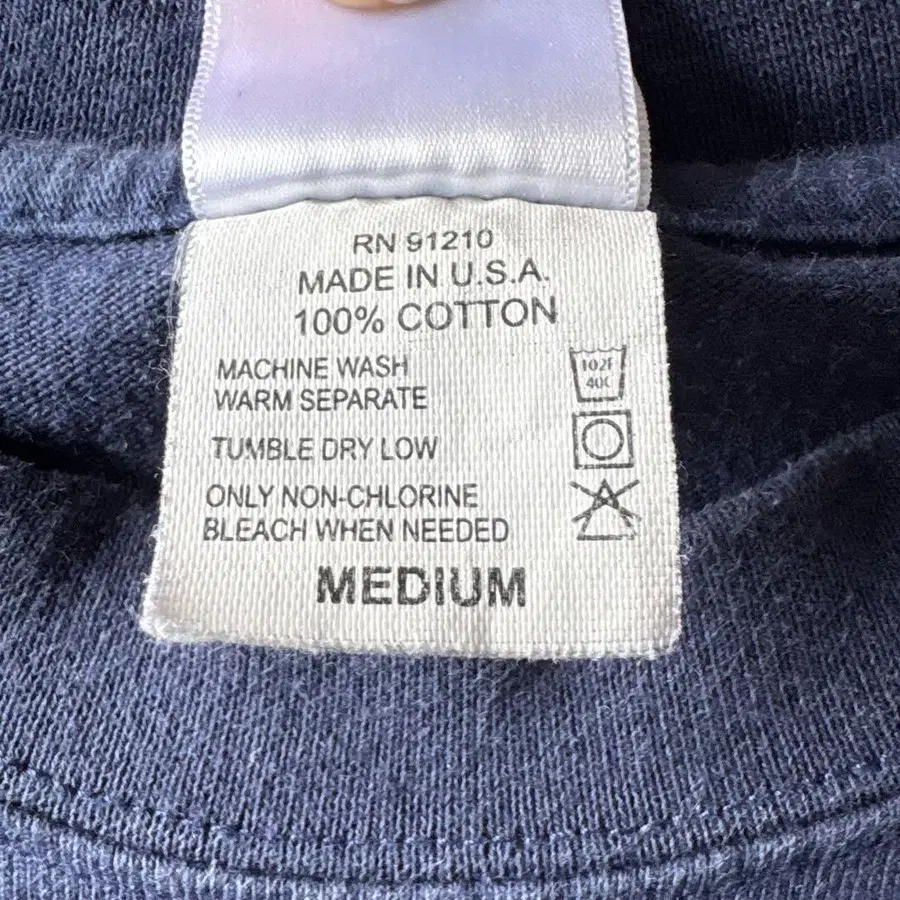 RN 91210
MADE IN U.S.A.
100% COTTON
MACHINE WASH
WARM SEPARATE
102F
40C
TUMBLE DRY LOW
ONLY NON-CHLORINE
BLEACH WHEN NEEDED
MEDIUM